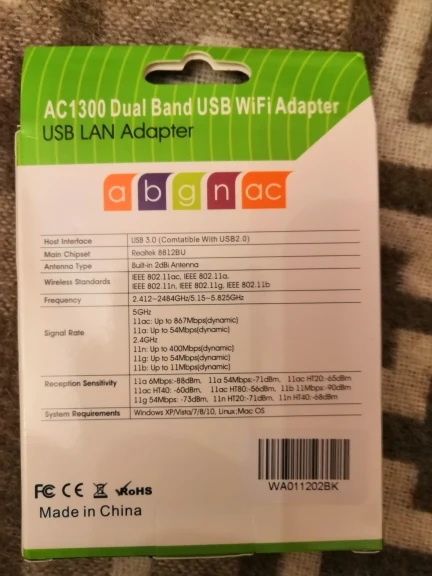 AC1300 Dual Band USB WiFi Adapter
USB LAN Adapter
a b g n ac
Host Interface USB 3.0 (Comtatible With USB2.0)
Main Chipset Realtek 8812BU
Antenna Type Built-in 2dBi Antenna
Wireless Standards IEEE 802.11ac, IEEE 802.11a,
IEEE 802.11n, IEEE 802.11g, IEEE 802.11b
Frequency 2.412~2484GHz/5.15~5.825GHz
Signal Rate 5GHz
11ac: Up to 867Mbps(dynamic)
11a: Up to 54Mbps(dynamic)
2.4GHz
11n: Up to 400Mbps(dynamic)
11g: Up to 54Mbps(dynamic)
11b: Up to 11Mbps(dynamic)
Reception Sensitivity 11a 6Mbps:-88dBm, 11a 54Mbps:-71dBm, 11ac HT20:-65dBm
11ac HT40: -60dBm, 11ac HT80:-56dBm, 11b 11Mbps:-90dBm
11g 54Mbps: -73dBm, 11n HT20:-71dBm, 11n HT40:-68dBm
System Requirements Windows XP/Vista/7/8/10, Linux;Mac OS
WA011202BK
FC CE RoHS
Made in China